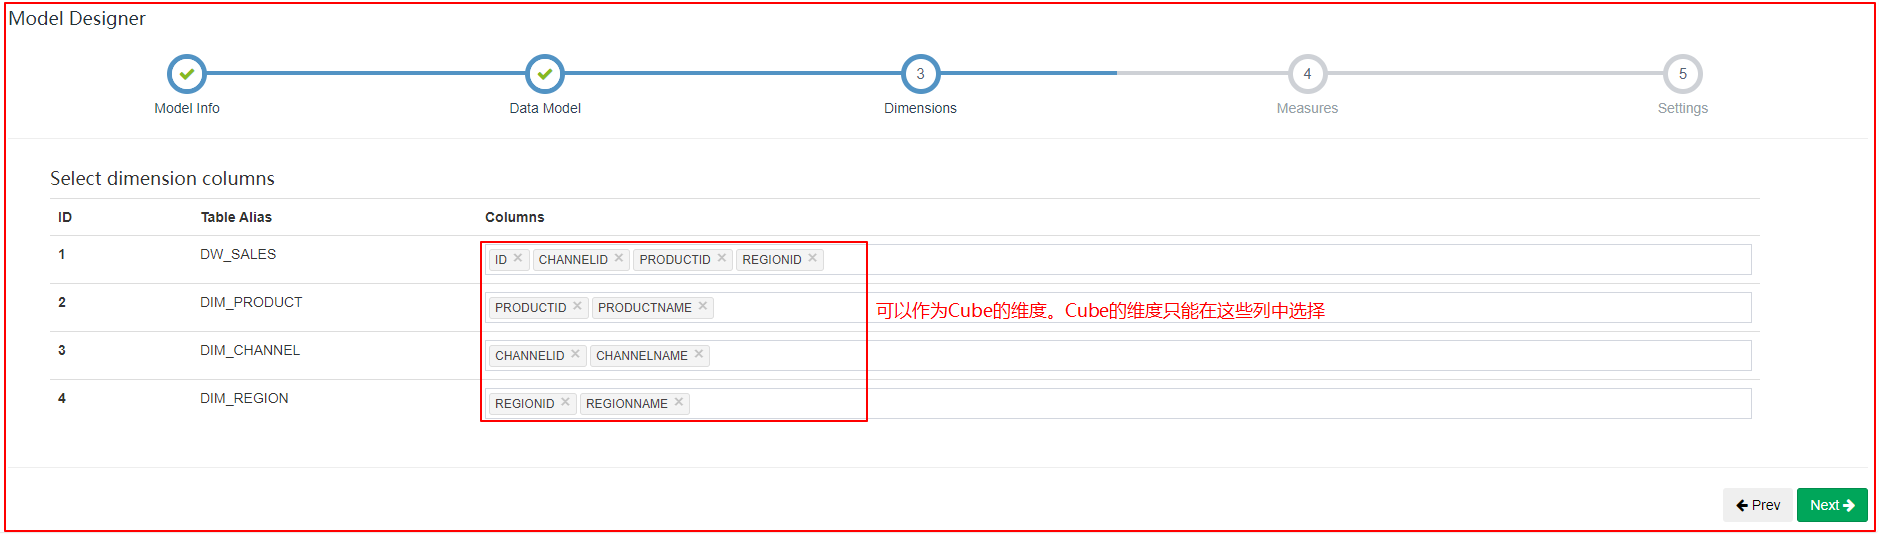 Model Designer
3 4 5
Model Info Data Model Dimensions Measures Settings
Select dimension columns
ID Table Alias Columns
1 DW_SALES ID CHANNELID PRODUCTID REGIONID
2 DIM_PRODUCT PRODUCTID PRODUCTNAME 可以作为Cube的维度。Cube的维度只能在这些列中选择
3 DIM_CHANNEL CHANNELID CHANNELNAME
4 DIM_REGION REGIONID REGIONNAME
Prev Next